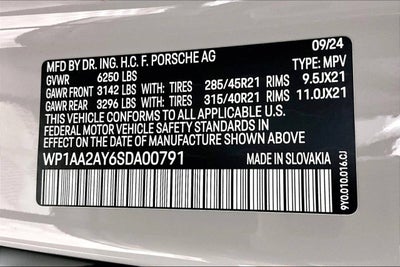 MFD BY DR. ING. H.C. F. PORSCHE AG 09/24
GVWR 6250 LBS TYPE: MPV
GAWR FRONT 3142 LBS WITH TIRES 285/45R21 RIMS 9.5JX21
GAWR REAR 3296 LBS WITH TIRES 315/40R21 RIMS 11.0JX21
THIS VEHICLE CONFORMS TO ALL APPLICABLE U.S.
FEDERAL MOTOR VEHICLE SAFETY STANDARDS IN
EFFECT ON THE DATE OF MANUFACTURE SHOWN ABOVE.
WP1AA2AY6SDA00791 MADE IN SLOVAKIA
9Y0.010.016.CJ